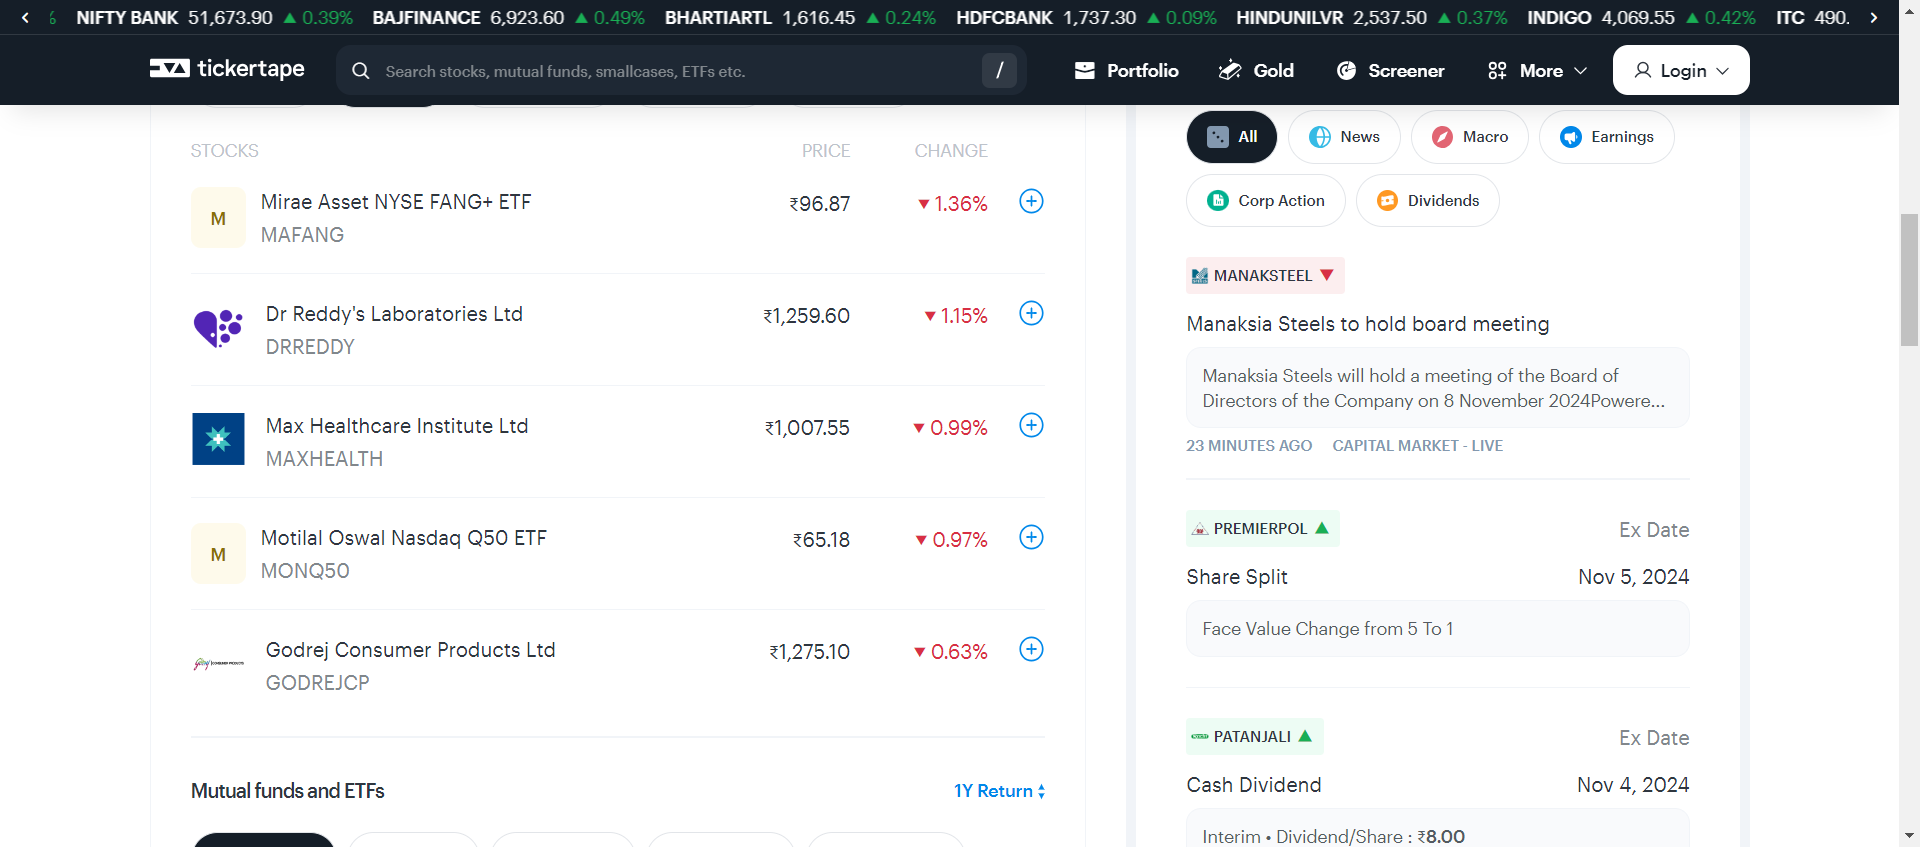 NIFTY BANK 51,673.90 ▲ 0.39% BAJFINANCE 6,923.60 ▲ 0.49% BHARTIARTL 1,616.45 ▲ 0.24% HDFCBANK 1,737.30 ▲ 0.09% HINDUNILVR 2,537.50 ▲ 0.37% INDIGO 4,069.55 ▲ 0.42% ITC 490.
tickertape
Search stocks, mutual funds, smallcases, ETFs etc.
/
Portfolio
Gold
Screener
More
Login
STOCKS PRICE CHANGE
M
Mirae Asset NYSE FANG+ ETF ₹96.87 ▼ 1.36%
MAFANG
Dr Reddy's Laboratories Ltd ₹1,259.60 ▼ 1.15%
DRREDDY
Max Healthcare Institute Ltd ₹1,007.55 ▼ 0.99%
MAXHEALTH
M
Motilal Oswal Nasdaq Q50 ETF ₹65.18 ▼ 0.97%
MONQ50
Godrej Consumer Products Ltd ₹1,275.10 ▼ 0.63%
GODREJCP
Mutual funds and ETFs 1Y Return
All News Macro Earnings
Corp Action Dividends
MANAKSTEEL ▼
Manaksia Steels to hold board meeting
Manaksia Steels will hold a meeting of the Board of
Directors of the Company on 8 November 2024Powere...
23 MINUTES AGO CAPITAL MARKET - LIVE
PREMIERPOL ▲ Ex Date
Share Split Nov 5, 2024
Face Value Change from 5 To 1
PATANJALI ▲ Ex Date
Cash Dividend Nov 4, 2024
Interim • Dividend/Share : ₹8.00